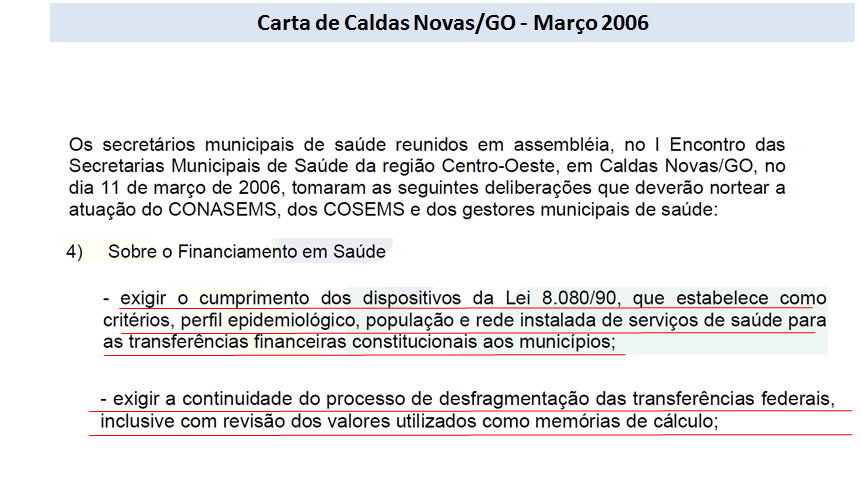 Carta de Caldas Novas/GO - Março 2006
Os secretários municipais de saúde reunidos em assembléia, no I Encontro das
Secretarias Municipais de Saúde da região Centro-Oeste, em Caldas Novas/GO, no
dia 11 de março de 2006, tomaram as seguintes deliberações que deverão nortear a
atuação do CONASEMS, dos COSEMS e dos gestores municipais de saúde:
4) Sobre o Financiamento em Saúde
- exigir o cumprimento dos dispositivos da Lei 8.080/90, que estabelece como
critérios, perfil epidemiológico, população e rede instalada de serviços de saúde para
as transferências financeiras constitucionais aos municípios;
- exigir a continuidade do processo de desfragmentação das transferências federais,
inclusive com revisão dos valores utilizados como memórias de cálculo;